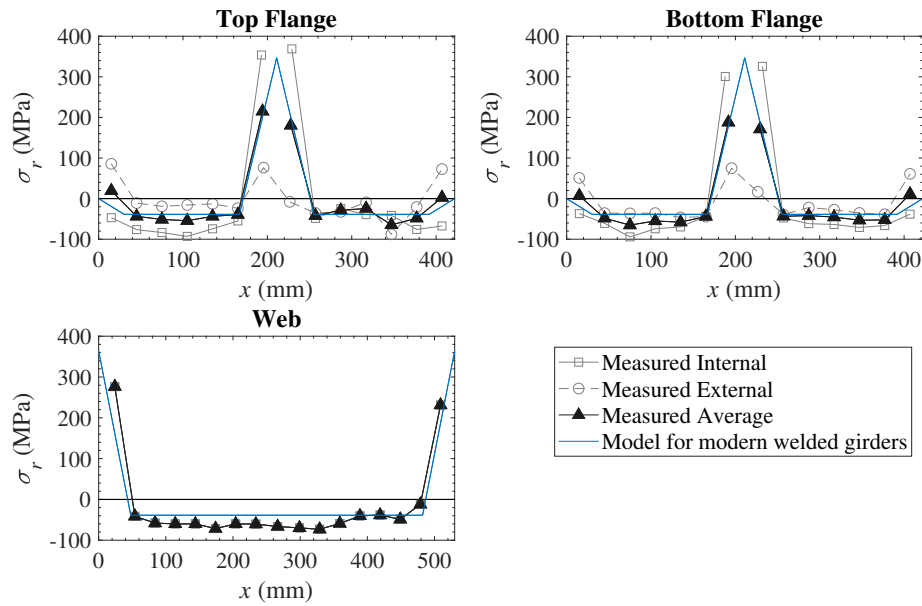 Top Flange
400
300
200
100
0
-100
σr (MPa)
0 100 200 300 400
x (mm)
Bottom Flange
400
300
200
100
0
-100
σr (MPa)
0 100 200 300 400
x (mm)
Web
400
300
200
100
0
-100
σr (MPa)
0 100 200 300 400 500
x (mm)
Measured Internal
Measured External
Measured Average
Model for modern welded girders